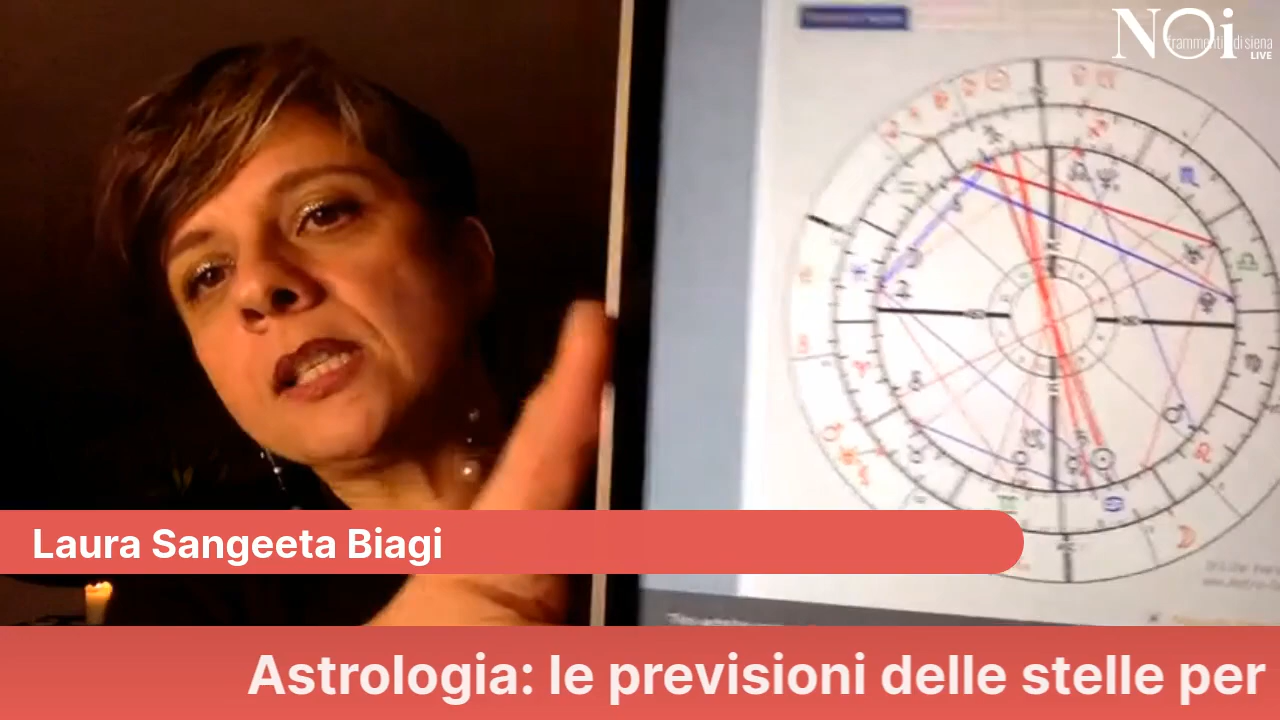 NOi
frammenti di siena
LIVE
Laura Sangeeta Biagi
Astrologia: le previsioni delle stelle per